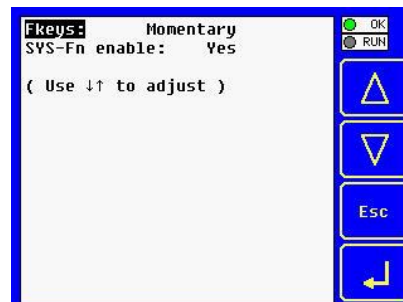 Fkeys: Momentary
SYS-Fn enable: Yes
( Use ↓↑ to adjust )
OK
RUN
Esc